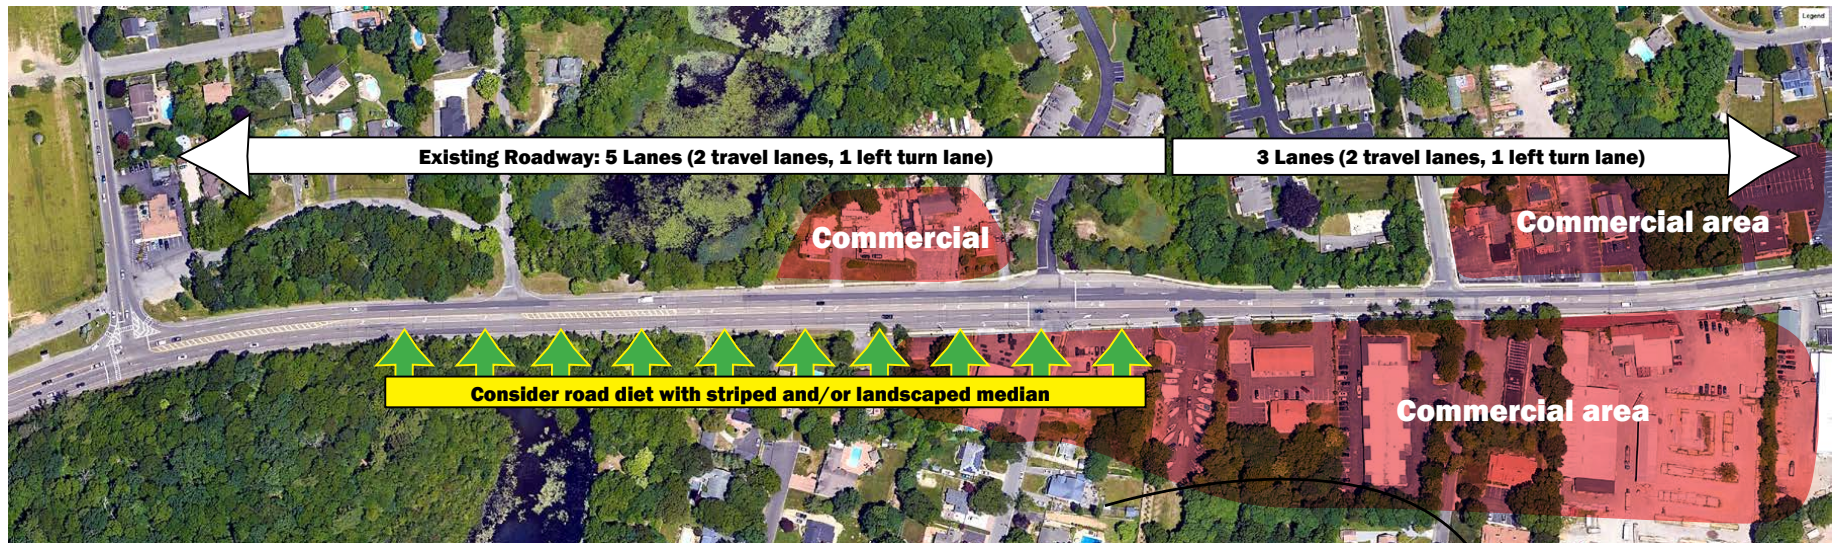 Legend
Existing Roadway: 5 Lanes (2 travel lanes, 1 left turn lane)
3 Lanes (2 travel lanes, 1 left turn lane)
Commercial
Commercial area
Consider road diet with striped and/or landscaped median
Commercial area